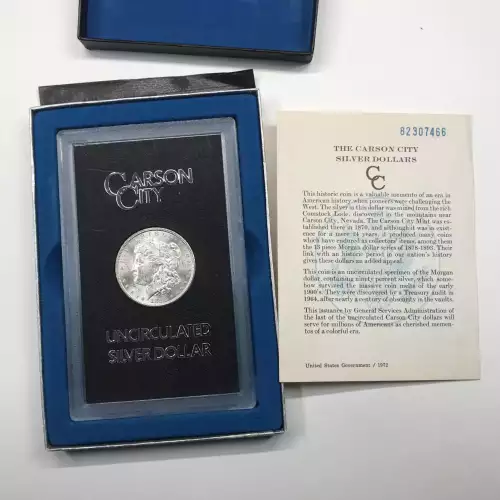 CARSON
CITY
UNCIRCULATED
SILVER DOLLAR
82307466
THE CARSON CITY
SILVER DOLLARS
CC
This historic coin is a valuable memento of an era in
American history when pioneers were challenging the
West. The silver in this dollar was mined from the rich
Comstock Lode, discovered in the mountains near
Carson City, Nevada. The Carson City Mint was es-
tablished there in 1870, and although it was in exist-
ence for a mere 24 years, it produced many coins
which have endured as collectors' items, among them
the 13 piece Morgan dollar series of 1878-1893. Their
link with an historic period in our nation's history
gives these dollars an added appeal.
This coin is an uncirculated specimen of the Morgan
dollar, containing ninety percent silver, which some-
how survived the massive coin melts of the early
1900's. They were discovered by a Treasury audit in
1964, after nearly a century of obscurity in the vaults.
This issuance by General Services Administration of
the last of the uncirculated Carson City dollars will
serve for millions of Americans as cherished memen-
tos of a colorful era.
United States Government / 1972